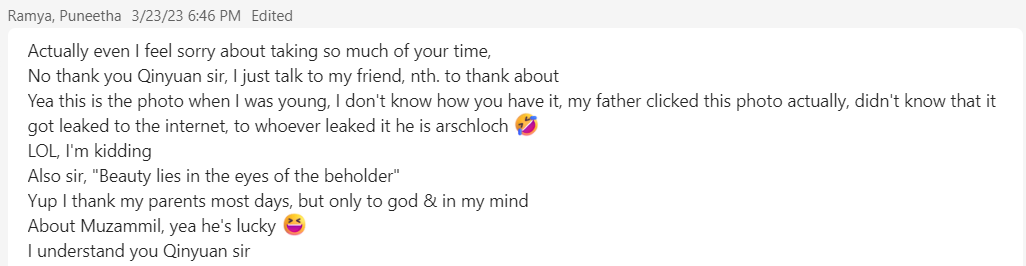 Ramya, Puneetha 3/23/23 6:46 PM Edited
Actually even I feel sorry about taking so much of your time,
No thank you Qinyuan sir, I just talk to my friend, nth. to thank about
Yea this is the photo when I was young, I don't know how you have it, my father clicked this photo actually, didn't know that it
got leaked to the internet, to whoever leaked it he is arschloch 🤣
LOL, I'm kidding
Also sir, "Beauty lies in the eyes of the beholder"
Yup I thank my parents most days, but only to god & in my mind
About Muzammil, yea he's lucky 😆
I understand you Qinyuan sir